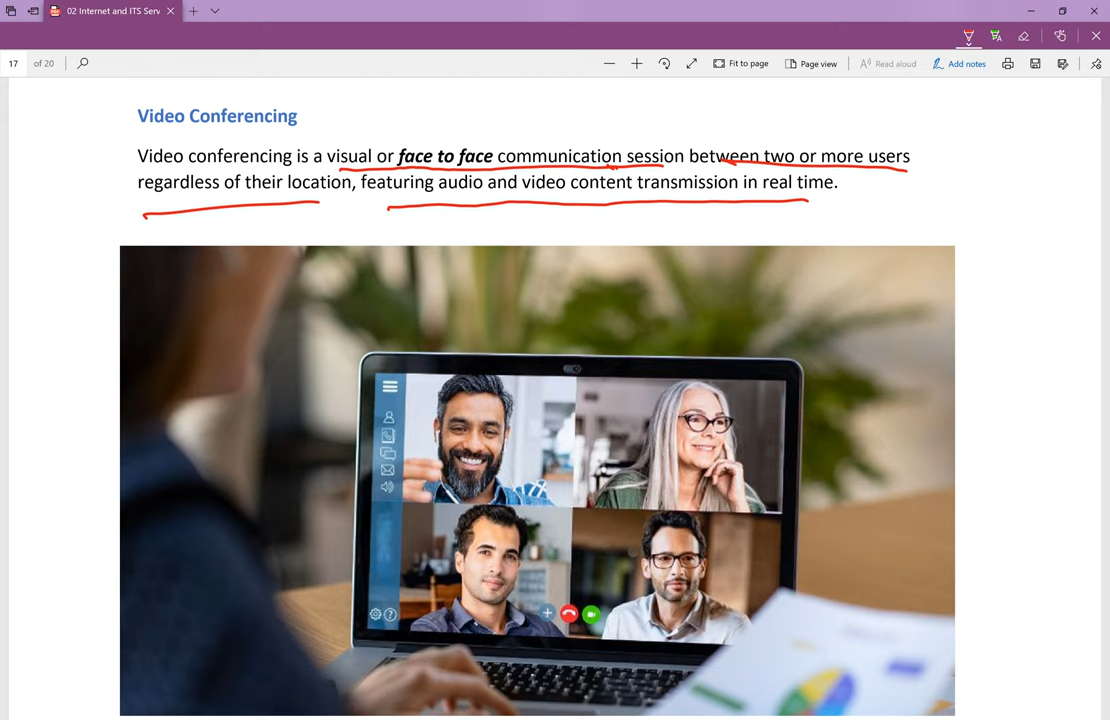 02 Internet and ITS Serv
17 of 20 Fit to page Page view Read aloud Add notes
Video Conferencing
Video conferencing is a visual or face to face communication session between two or more users
regardless of their location, featuring audio and video content transmission in real time.